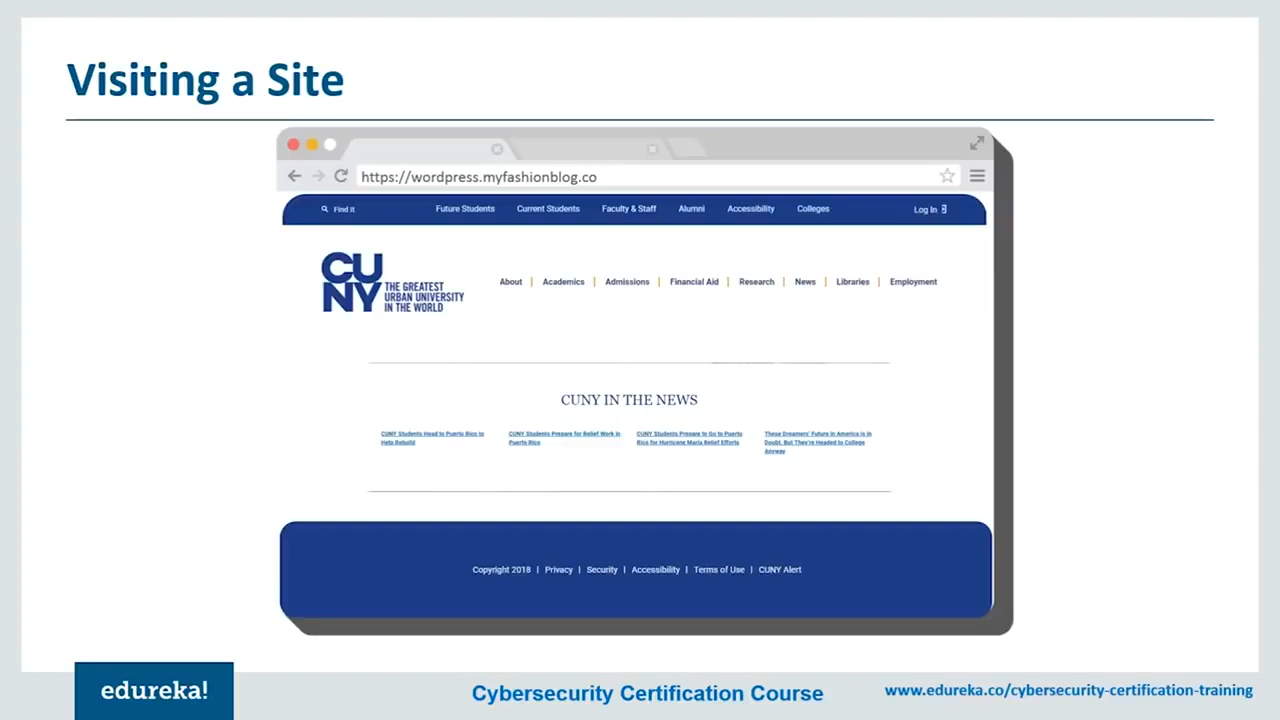 Visiting a Site
https://wordpress.myfashionblog.co
Find it Future Students Current Students Faculty & Staff Alumni Accessibility Colleges Log In
CU
NY THE GREATEST
URBAN UNIVERSITY
IN THE WORLD
About | Academics | Admissions | Financial Aid | Research | News | Libraries | Employment
CUNY IN THE NEWS
CUNY Students Head to Puerto Rico to
Help Rebuild
CUNY Students Prepare for Relief Work in
Puerto Rico
CUNY Students Prepare to Go to Puerto
Rico for Hurricane Maria Relief Efforts
These Dreamers' Future in America Is in
Doubt, But They're Headed to College
Anyway
Copyright 2018 | Privacy | Security | Accessibility | Terms of Use | CUNY Alert
edureka!
Cybersecurity Certification Course
www.edureka.co/cybersecurity-certification-training